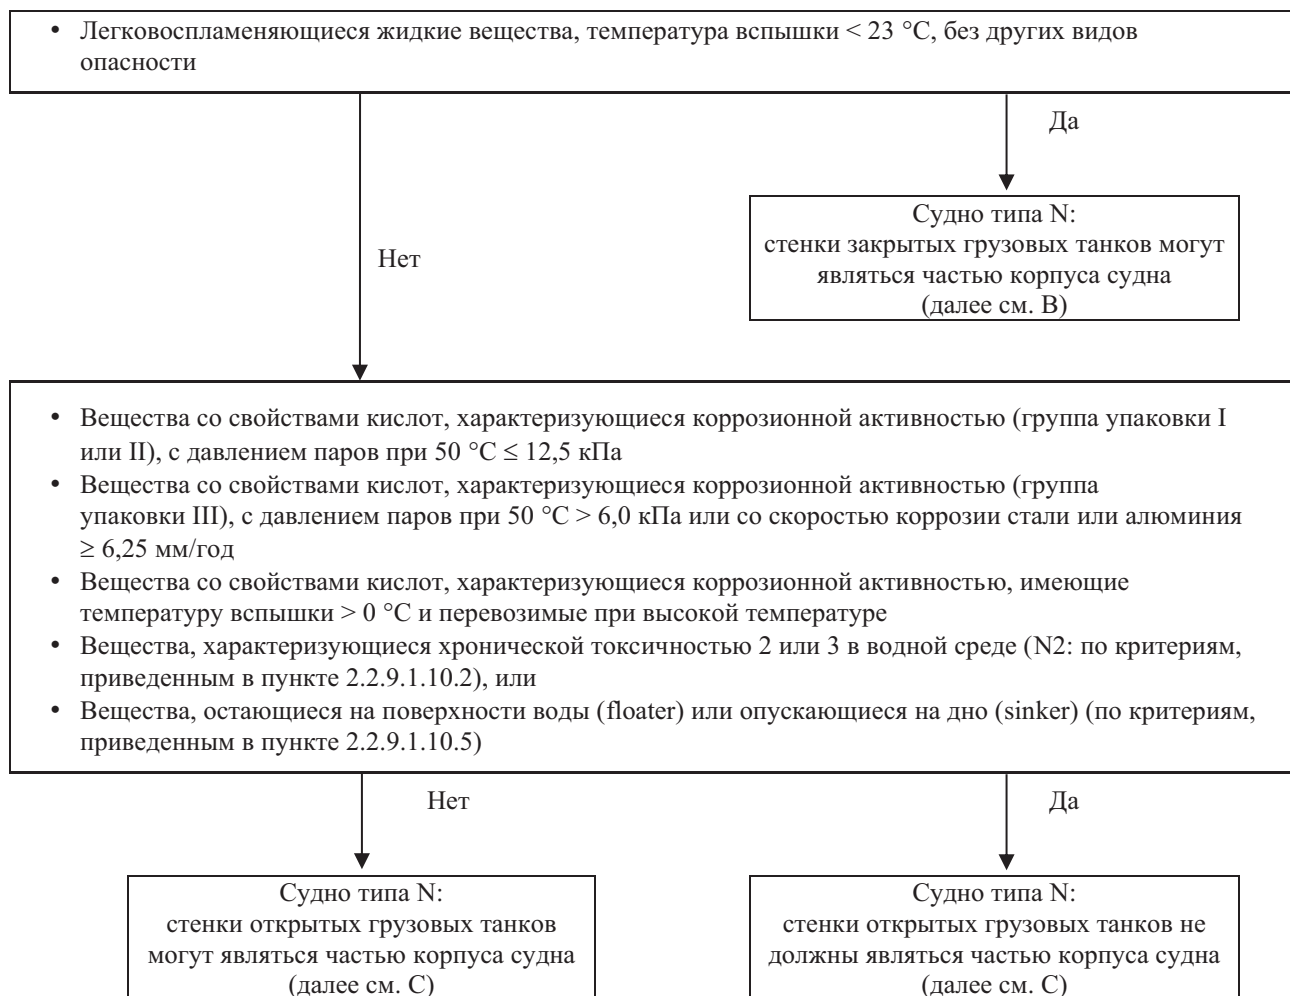 • Легковоспламеняющиеся жидкие вещества, температура вспышки < 23 °C, без других видов
опасности
Да
Судно типа N:
стенки закрытых грузовых танков могут
являться частью корпуса судна
(далее см. B)
Нет
• Вещества со свойствами кислот, характеризующиеся коррозионной активностью (группа упаковки I
или II), с давлением паров при 50 °C ≤ 12,5 кПа
• Вещества со свойствами кислот, характеризующиеся коррозионной активностью (группа
упаковки III), с давлением паров при 50 °C > 6,0 кПа или со скоростью коррозии стали или алюминия
≥ 6,25 мм/год
• Вещества со свойствами кислот, характеризующиеся коррозионной активностью, имеющие
температуру вспышки > 0 °C и перевозимые при высокой температуре
• Вещества, характеризующиеся хронической токсичностью 2 или 3 в водной среде (N2: по критериям,
приведенным в пункте 2.2.9.1.10.2), или
• Вещества, остающиеся на поверхности воды (floater) или опускающиеся на дно (sinker) (по критериям,
приведенным в пункте 2.2.9.1.10.5)
Нет
Да
Судно типа N:
стенки открытых грузовых танков
могут являться частью корпуса судна
(далее см. C)
Судно типа N:
стенки открытых грузовых танков не
должны являться частью корпуса судна
(далее см. C)